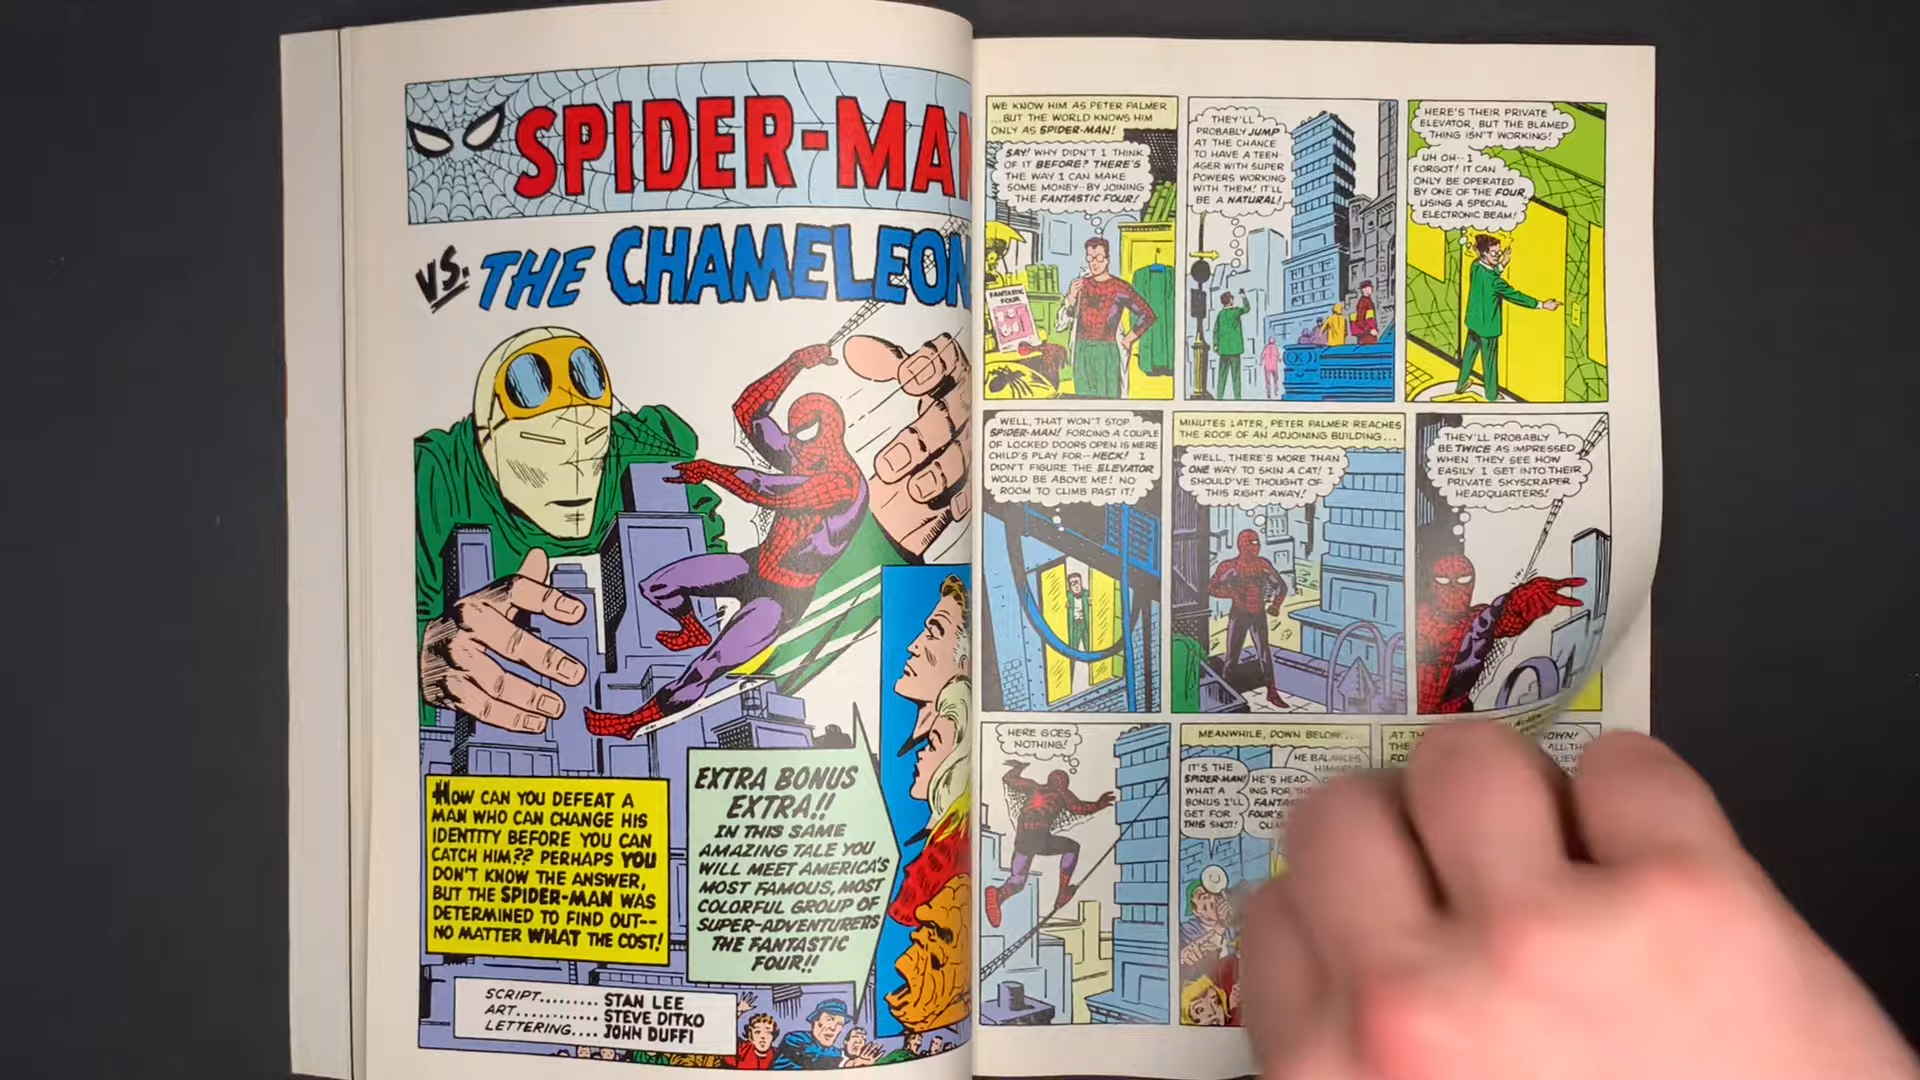 SPIDER-MAN
VS. THE CHAMELEON
HOW CAN YOU DEFEAT A
MAN WHO CAN CHANGE HIS
IDENTITY BEFORE YOU CAN
CATCH HIM?? PERHAPS YOU
DON'T KNOW THE ANSWER,
BUT THE SPIDER-MAN WAS
DETERMINED TO FIND OUT--
NO MATTER WHAT THE COST!
EXTRA BONUS
EXTRA!!
IN THIS SAME
AMAZING TALE YOU
WILL MEET AMERICA'S
MOST FAMOUS, MOST
COLORFUL GROUP OF
SUPER-ADVENTURERS
THE FANTASTIC
FOUR!!
SCRIPT......... STAN LEE
ART............. STEVE DITKO
LETTERING.... JOHN DUFFI
WE KNOW HIM AS PETER PALMER
...BUT THE WORLD KNOWS HIM
ONLY AS SPIDER-MAN!
SAY! WHY DIDN'T I THINK
OF IT BEFORE? THERE'S
THE WAY I CAN MAKE
SOME MONEY--BY JOINING
THE FANTASTIC FOUR!
FANTASTIC
FOUR
THEY'LL
PROBABLY JUMP
AT THE CHANCE
TO HAVE A TEEN-
AGER WITH SUPER
POWERS WORKING
WITH THEM! IT'LL
BE A NATURAL!
HERE'S THEIR PRIVATE
ELEVATOR, BUT THE BLAMED
THING ISN'T WORKING!
UH OH--I
FORGOT! IT CAN
ONLY BE OPERATED
BY ONE OF THE FOUR
USING A SPECIAL
ELECTRONIC BEAM!
WELL, THAT WON'T STOP
SPIDER-MAN! FORCING A COUPLE
OF LOCKED DOORS OPEN IS MERE
CHILD'S PLAY FOR--HECK! I
DIDN'T FIGURE THE ELEVATOR
WOULD BE ABOVE ME! NO
ROOM TO CLIMB PAST IT!
MINUTES LATER, PETER PALMER REACHES
THE ROOF OF AN ADJOINING BUILDING...
WELL, THERE'S MORE THAN
ONE WAY TO SKIN A CAT! I
SHOULD'VE THOUGHT OF
THIS RIGHT AWAY!
THEY'LL PROBABLY
BE TWICE AS IMPRESSED
WHEN THEY SEE HOW
EASILY I GET INTO THEIR
PRIVATE SKYSCRAPER
HEADQUARTERS!
HERE GOES
NOTHING!
MEANWHILE, DOWN BELOW...
IT'S THE
SPIDER-MAN!
WHAT A
BONUS I'LL
GET FOR
THIS SHOT!
HE BALANCES
HE'S HEAD-
ING FOR THE
FOUR'S
AT